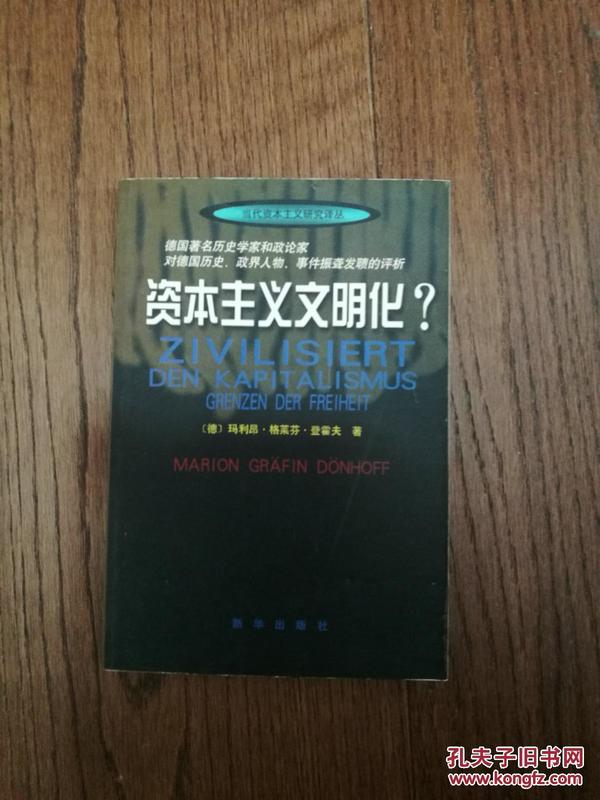 当代资本主义研究译丛
德国著名历史学家和政论家
对德国历史、政界人物、事件振聋发聩的评析
资本主义文明化？
ZIVILISIERT
DEN KAPITALISMUS
GRENZEN DER FREIHEIT
〔德〕玛利昂·格莱芬·登霍夫 著
MARION GRÄFIN DÖNHOFF
新华出版社
孔夫子旧书网
www.kongfz.com